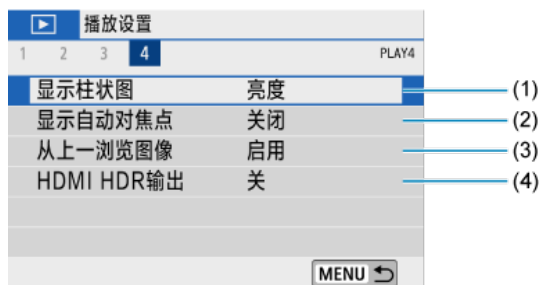 播放设置
1 2 3 4 PLAY4
显示柱状图 亮度 (1)
显示自动对焦点 关闭 (2)
从上一浏览图像 启用 (3)
HDMI HDR输出 关 (4)
MENU